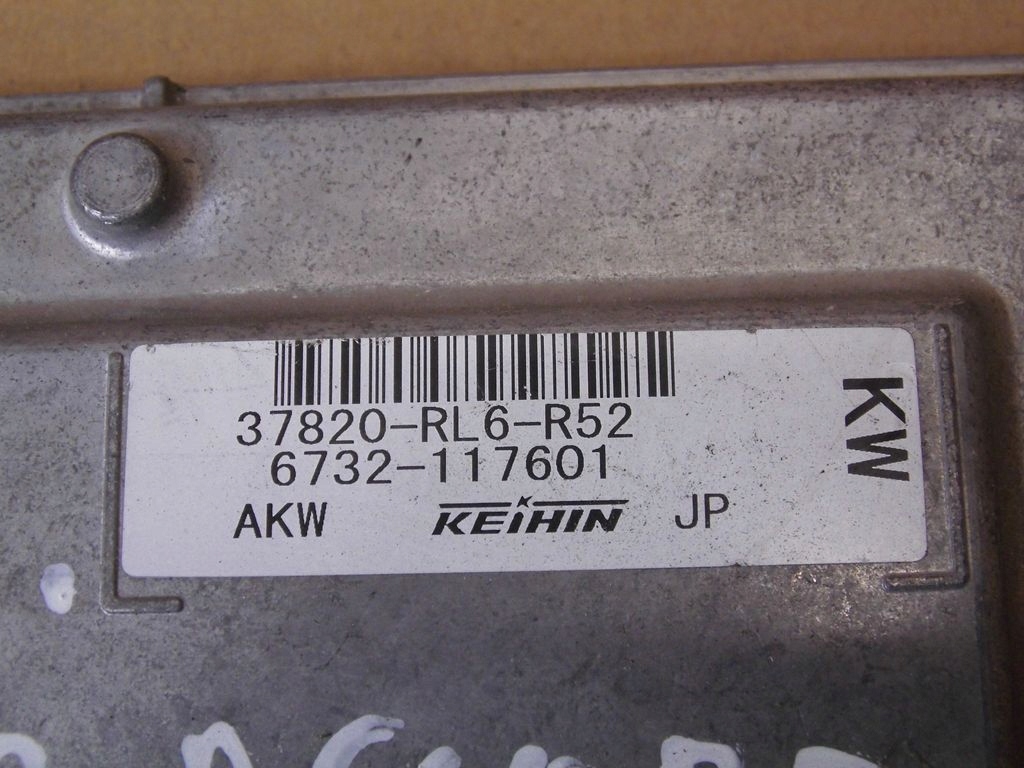 37820-RL6-R52
6732-117601
AKW KEIHIN JP
KW